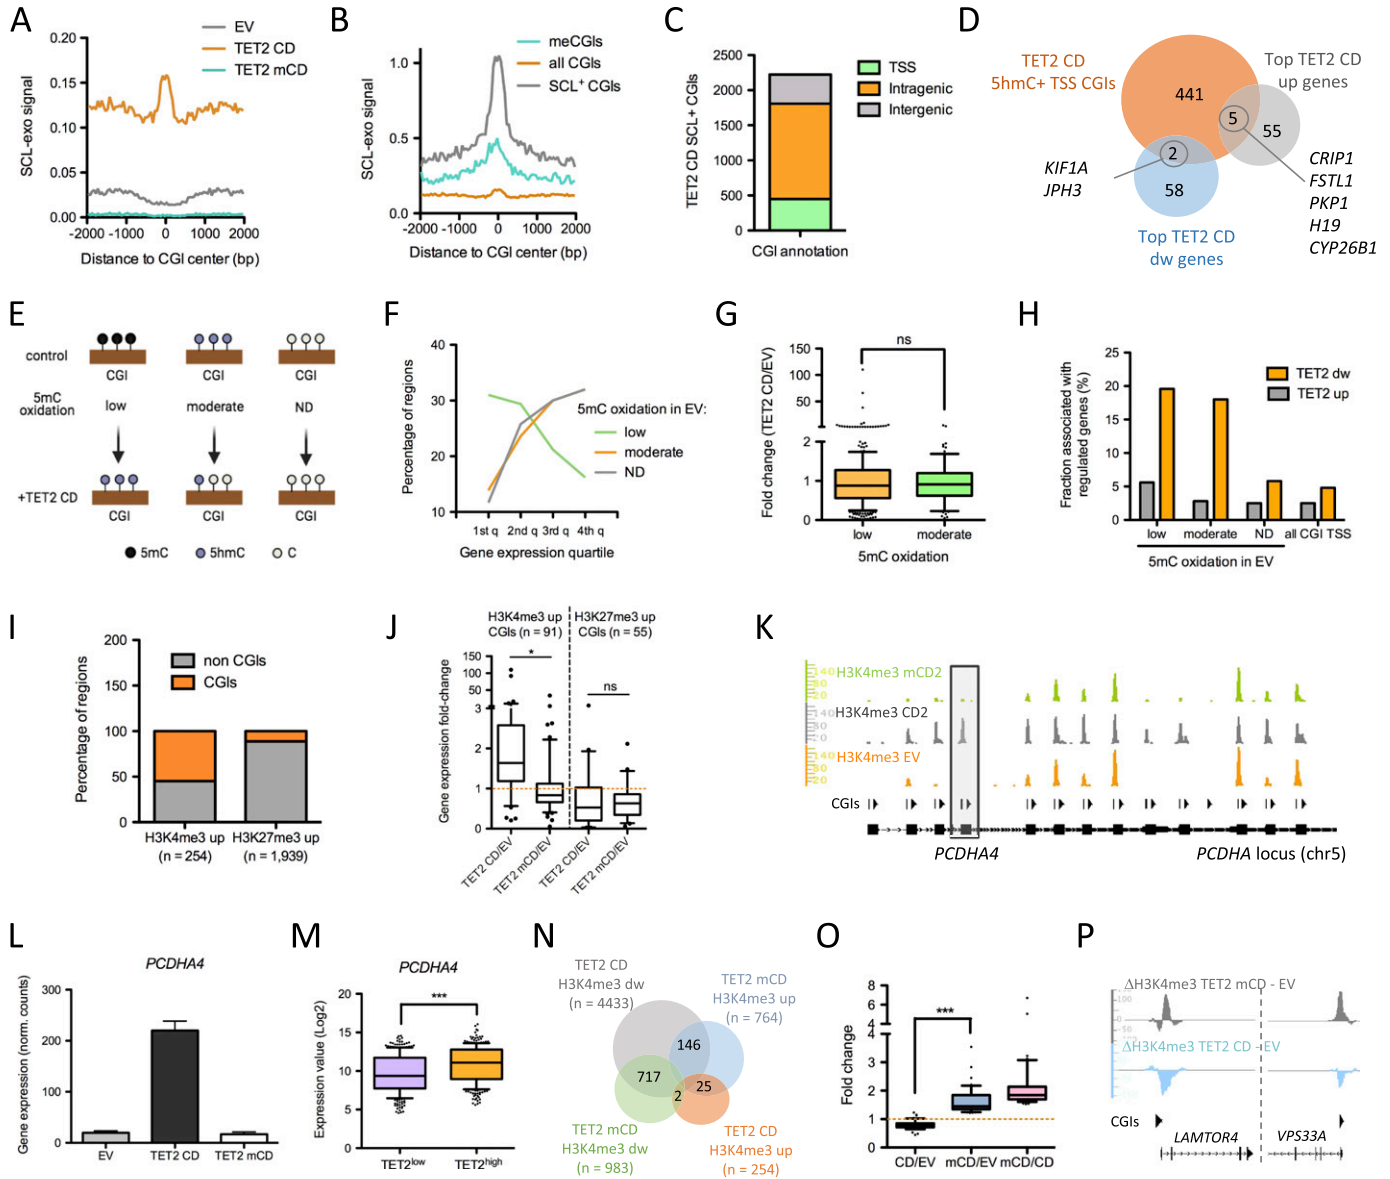 A
EV
TET2 CD
TET2 mCD
SCL-exo signal
0.20
0.15
0.10
0.05
0.00
-2000 -1000 0 1000 2000
Distance to CGI center (bp)
B
meCGIs
all CGIs
SCL+ CGIs
SCL-exo signal
1.0
0.5
0.0
-2000 -1000 0 1000 2000
Distance to CGI center (bp)
C
TET2 CD SCL+ CGIs
2500
2000
1500
1000
500
0
CGI annotation
TSS
Intragenic
Intergenic
D
TET2 CD
5hmC+ TSS CGIs
Top TET2 CD
up genes
441
5
55
2
58
KIF1A
JPH3
CRIP1
FSTL1
PKP1
H19
CYP26B1
Top TET2 CD
dw genes
E
control
CGI
CGI
CGI
5mC
oxidation
low
moderate
ND
+TET2 CD
CGI
CGI
CGI
5mC
5hmC
C
F
Percentage of regions
40
30
20
10
5mC oxidation in EV:
low
moderate
ND
1st q 2nd q 3rd q 4th q
Gene expression quartile
G
Fold change (TET2 CD/EV)
150
100
50
2
1
0
ns
low
moderate
5mC oxidation
H
Fraction associated with
regulated genes (%)
25
20
15
10
5
0
TET2 dw
TET2 up
low moderate ND all CGI TSS
5mC oxidation in EV
I
Percentage of regions
200
150
100
50
0
non CGIs
CGIs
H3K4me3 up
(n = 254)
H3K27me3 up
(n = 1,939)
J
H3K4me3 up
CGIs (n = 91)
H3K27me3 up
CGIs (n = 55)
Gene expression fold-change
150
100
50
3
2
1
0
*
ns
TET2 CD/EV
TET2 mCD/EV
TET2 CD/EV
TET2 mCD/EV
K
H3K4me3 mCD2
140
80
20
H3K4me3 CD2
140
80
20
H3K4me3 EV
140
80
20
CGIs
PCDHA4
PCDHA locus (chr5)
L
PCDHA4
Gene expression (norm. counts)
300
200
100
0
EV
TET2 CD
TET2 mCD
M
PCDHA4
Expression value (Log2)
20
15
10
5
0
***
TET2low
TET2high
N
TET2 CD
H3K4me3 dw
(n = 4433)
TET2 mCD
H3K4me3 up
(n = 764)
146
717
25
2
TET2 mCD
H3K4me3 dw
(n = 983)
TET2 CD
H3K4me3 up
(n = 254)
O
Fold change
8
6
4
4
3
2
1
0
***
CD/EV mCD/EV mCD/CD
P
ΔH3K4me3 TET2 mCD - EV
ΔH3K4me3 TET2 CD - EV
CGIs
LAMTOR4
VPS33A